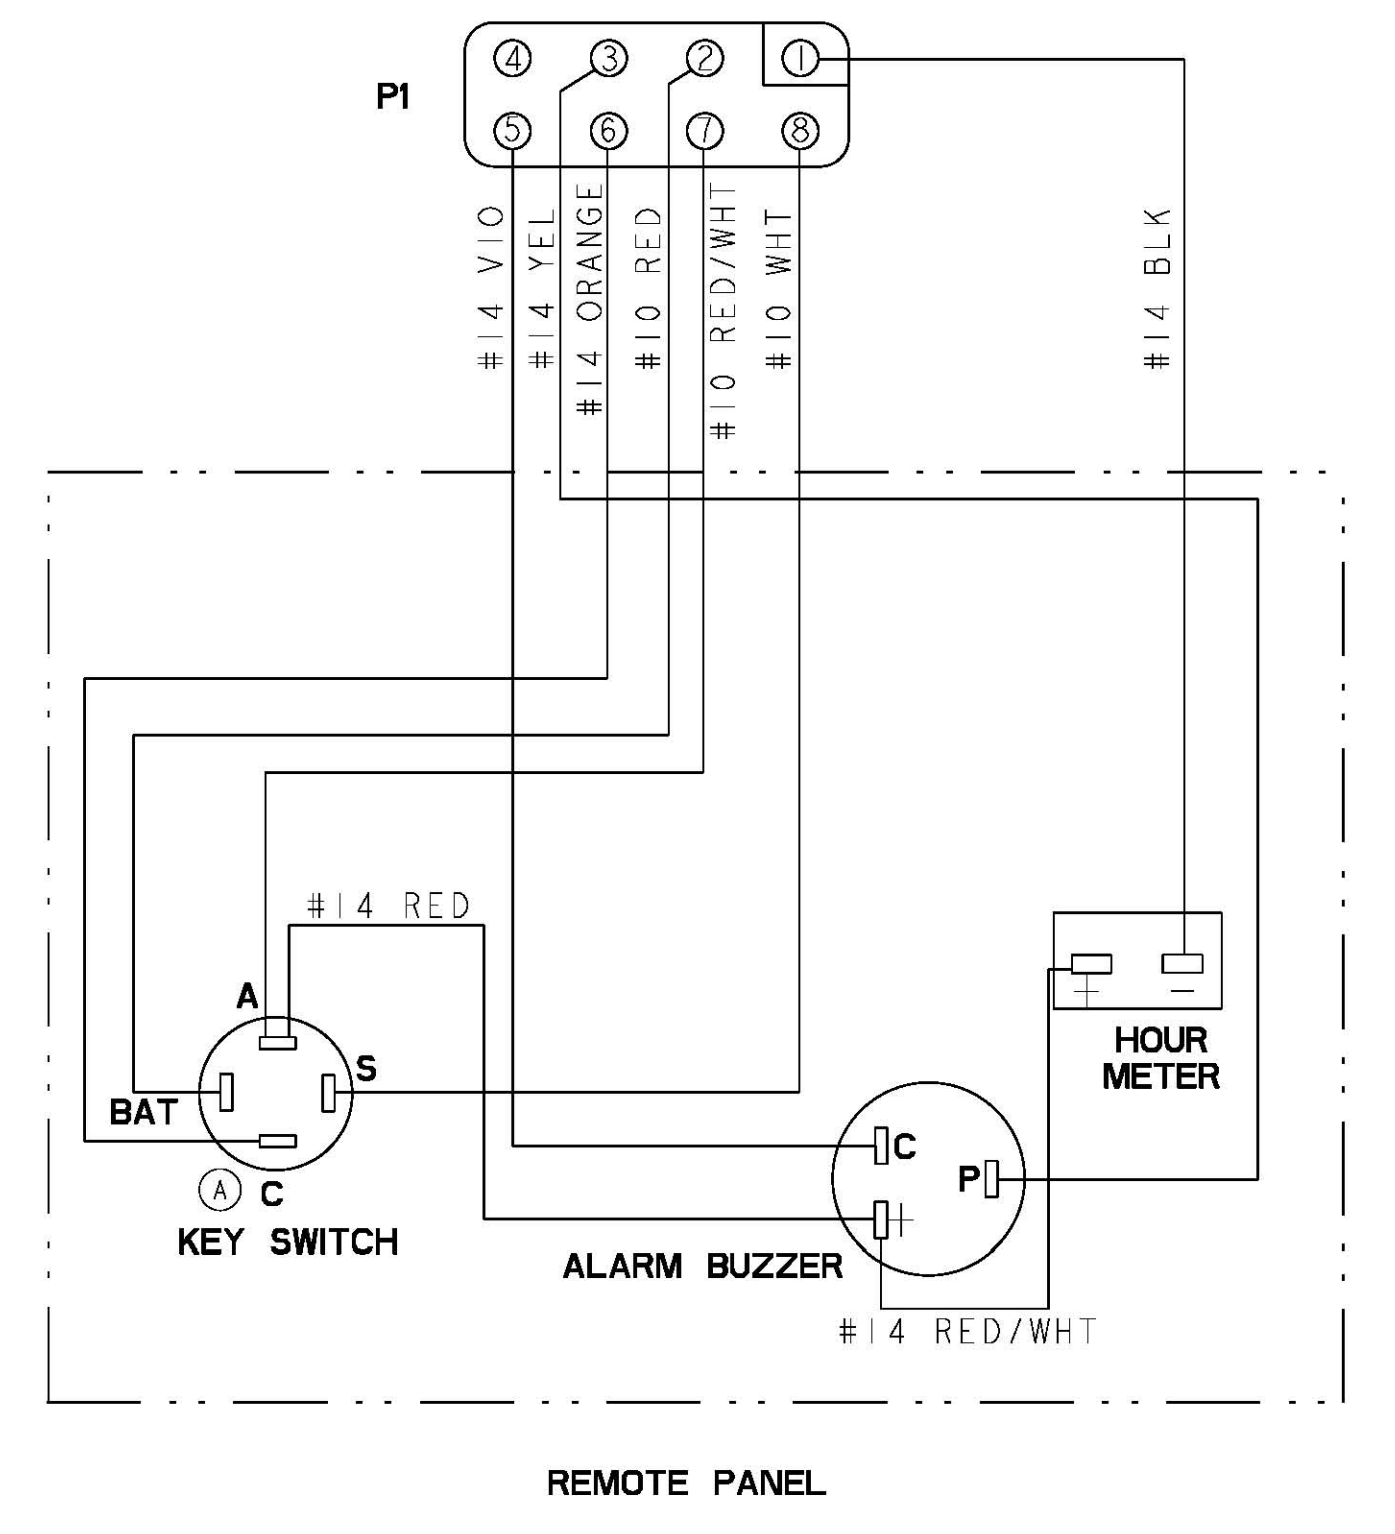 4 3 2 1
P1
5 6 7 8
#14 VIO
#14 YEL
#14 ORANGE
#10 RED
#10 RED/WHT
#10 WHT
#14 BLK
#14 RED
A
S
BAT
A C
KEY SWITCH
+ -
HOUR
METER
C
P
+
ALARM BUZZER
#14 RED/WHT
REMOTE PANEL